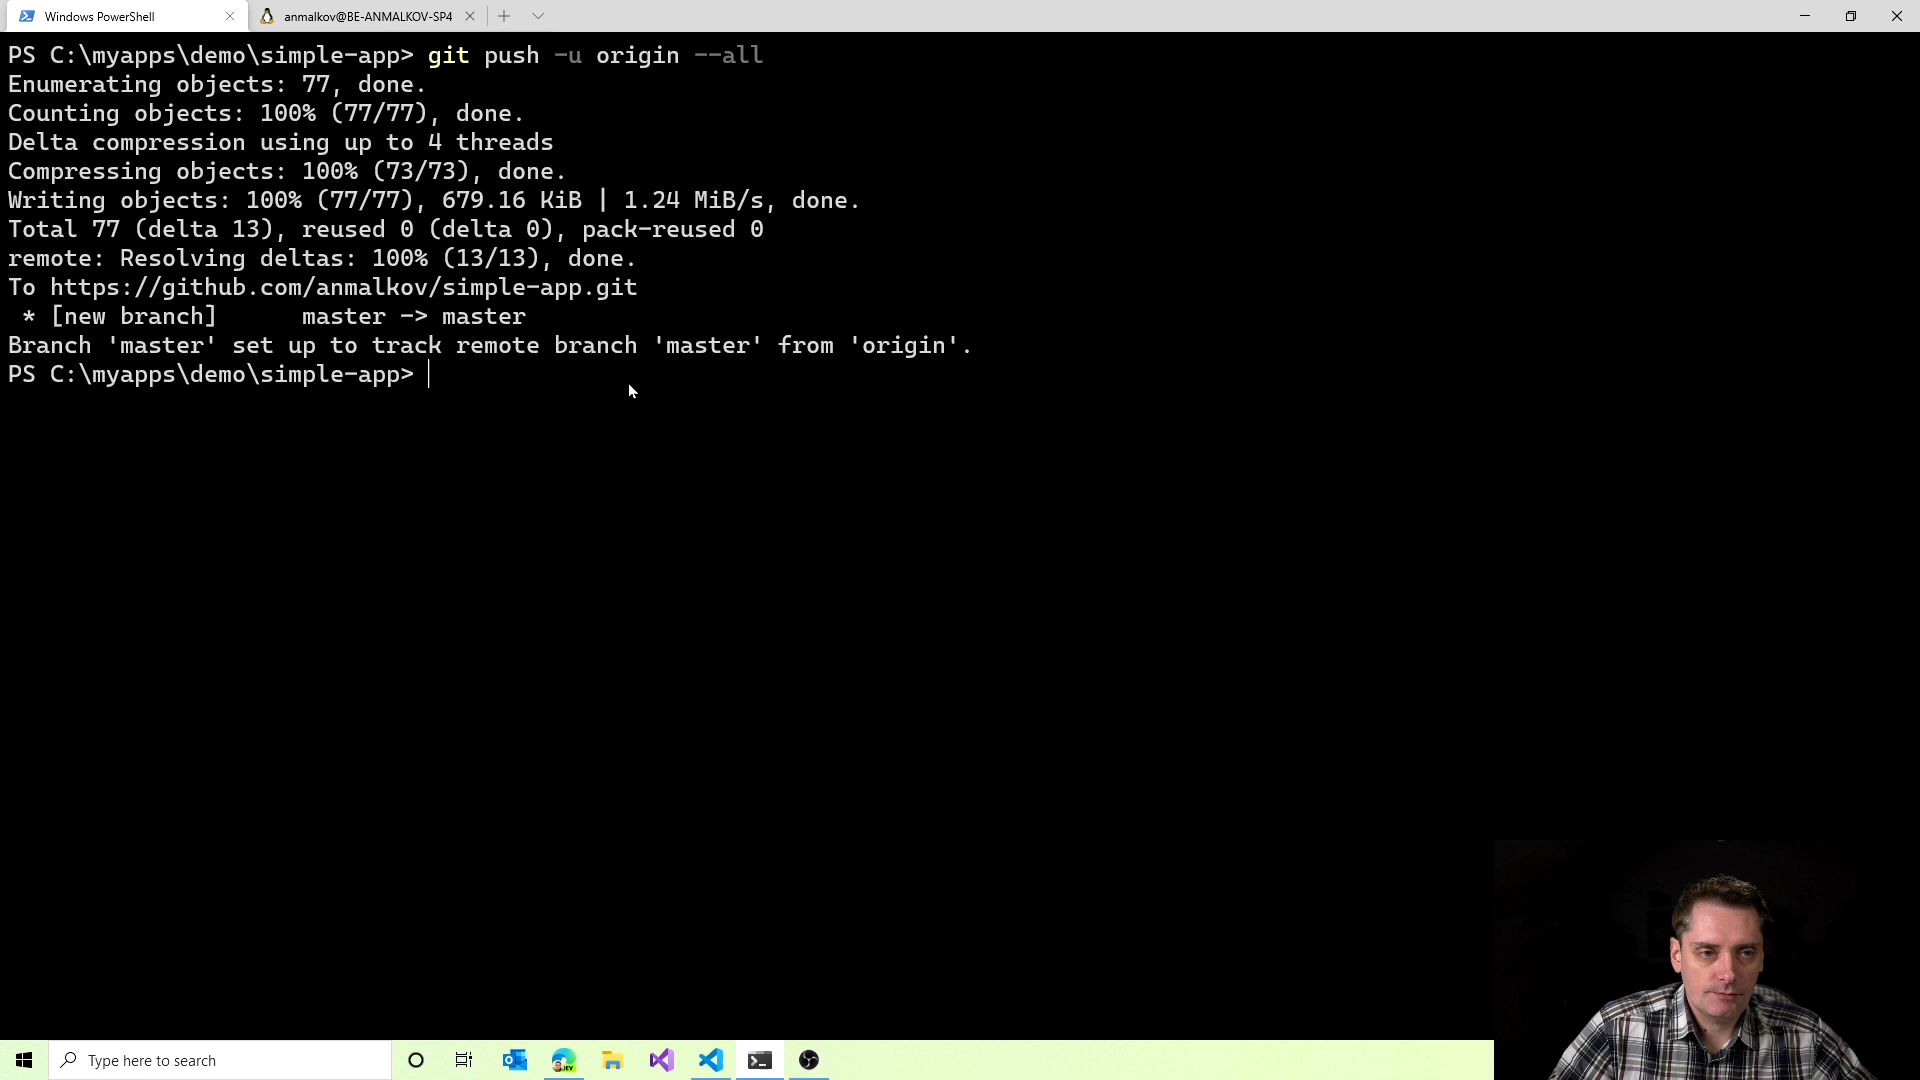 Windows PowerShell
anmalkov@BE-ANMALKOV-SP4
PS C:\myapps\demo\simple-app> git push -u origin --all
Enumerating objects: 77, done.
Counting objects: 100% (77/77), done.
Delta compression using up to 4 threads
Compressing objects: 100% (73/73), done.
Writing objects: 100% (77/77), 679.16 KiB | 1.24 MiB/s, done.
Total 77 (delta 13), reused 0 (delta 0), pack-reused 0
remote: Resolving deltas: 100% (13/13), done.
To https://github.com/anmalkov/simple-app.git
 * [new branch]      master -> master
Branch 'master' set up to track remote branch 'master' from 'origin'.
PS C:\myapps\demo\simple-app>
Type here to search